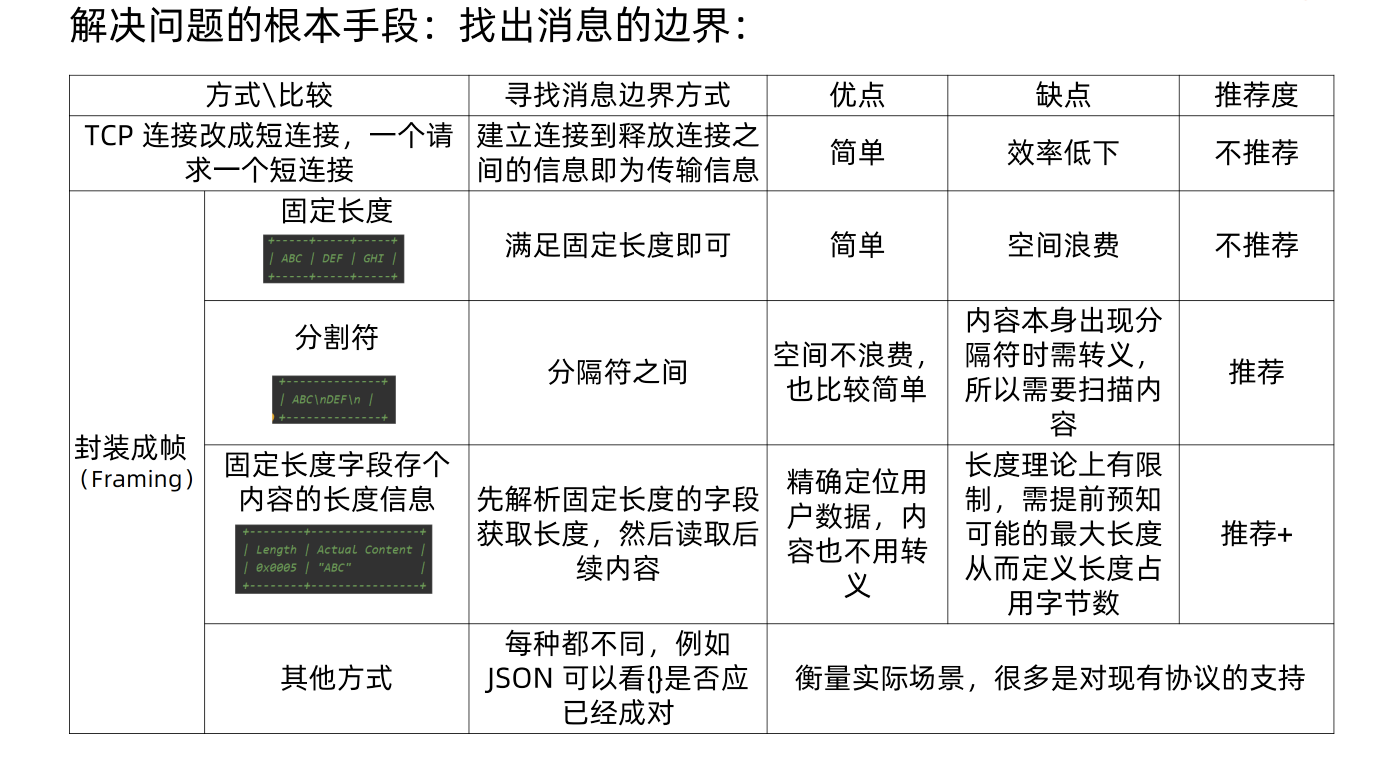 解决问题的根本手段：找出消息的边界：
方式\比较
寻找消息边界方式
优点
缺点
推荐度
TCP 连接改成短连接，一个请
求一个短连接
建立连接到释放连接之
间的信息即为传输信息
简单
效率低下
不推荐
封装成帧
（Framing）
固定长度
+-----+-----+-----+
| ABC | DEF | GHI |
+-----+-----+-----+
满足固定长度即可
简单
空间浪费
不推荐
分割符
+--------------+
| ABC\nDEF\n |
+--------------+
分隔符之间
空间不浪费，
也比较简单
内容本身出现分
隔符时需转义，
所以需要扫描内
容
推荐
固定长度字段存个
内容的长度信息
+--------+----------------+
| Length | Actual Content |
| 0x0005 | "ABC" |
+--------+----------------+
先解析固定长度的字段
获取长度，然后读取后
续内容
精确定位用
户数据，内
容也不用转
义
长度理论上有限
制，需提前预知
可能的最大长度
从而定义长度占
用字节数
推荐+
其他方式
每种都不同，例如
JSON 可以看{}是否应
已经成对
衡量实际场景，很多是对现有协议的支持